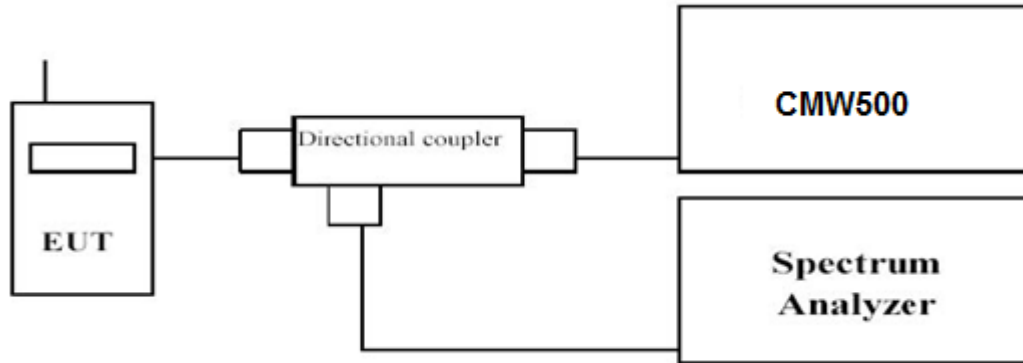 EUT
Directional coupler
CMW500
Spectrum
Analyzer